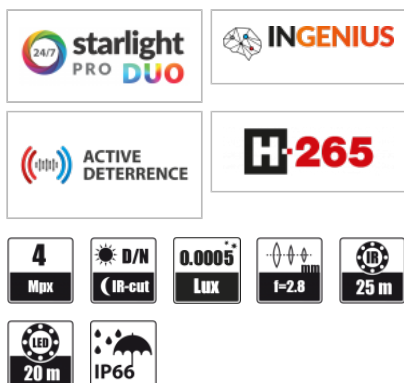 24/7
starlight
PRO DUO
INGENIUS
ACTIVE
DETERRENCE
H·265
4
Mpx
D/N
IR-cut
0.0005
Lux
mm
f=2.8
IR
25 m
LED
20 m
IP66